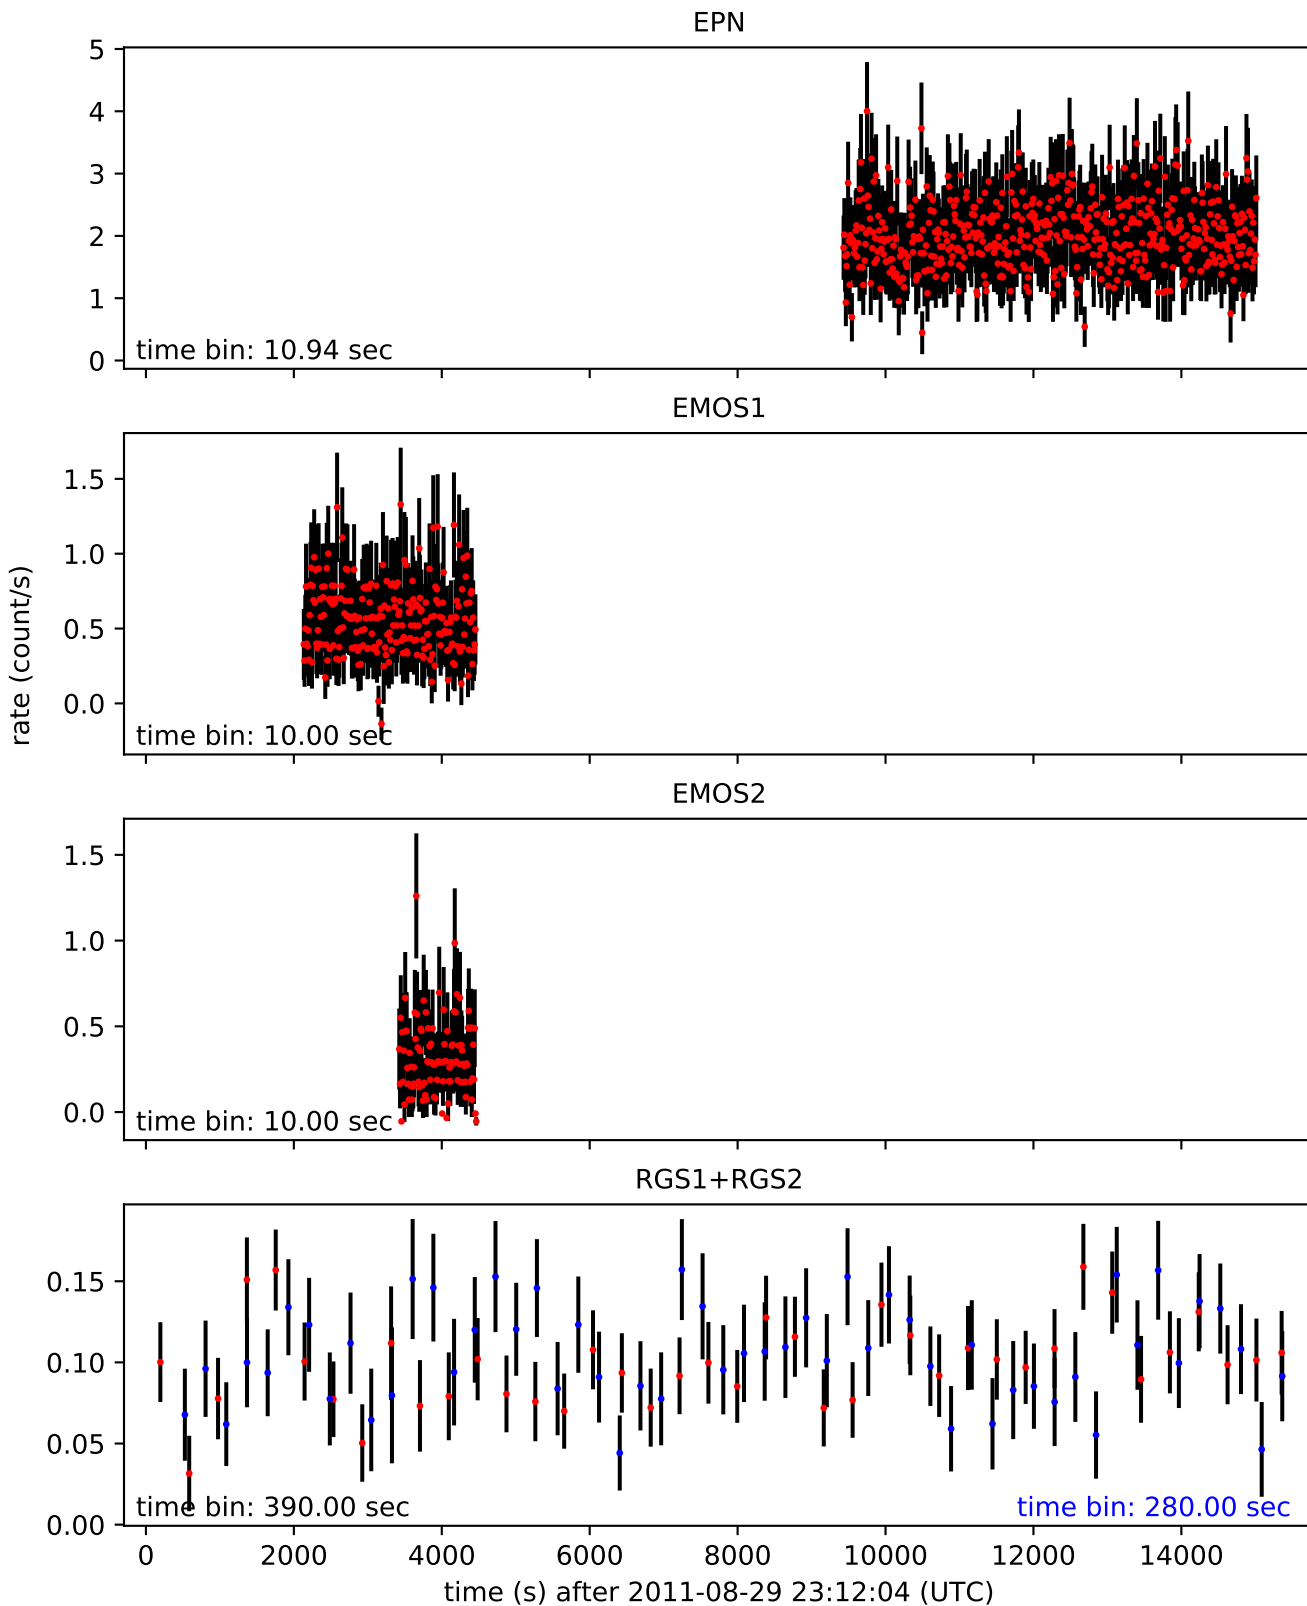 EPN
5
4
3
2
1
0
time bin: 10.94 sec
EMOS1
1.5
1.0
0.5
0.0
time bin: 10.00 sec
rate (count/s)
EMOS2
1.5
1.0
0.5
0.0
time bin: 10.00 sec
RGS1+RGS2
0.15
0.10
0.05
0.00
time bin: 390.00 sec
time bin: 280.00 sec
0 2000 4000 6000 8000 10000 12000 14000
time (s) after 2011-08-29 23:12:04 (UTC)